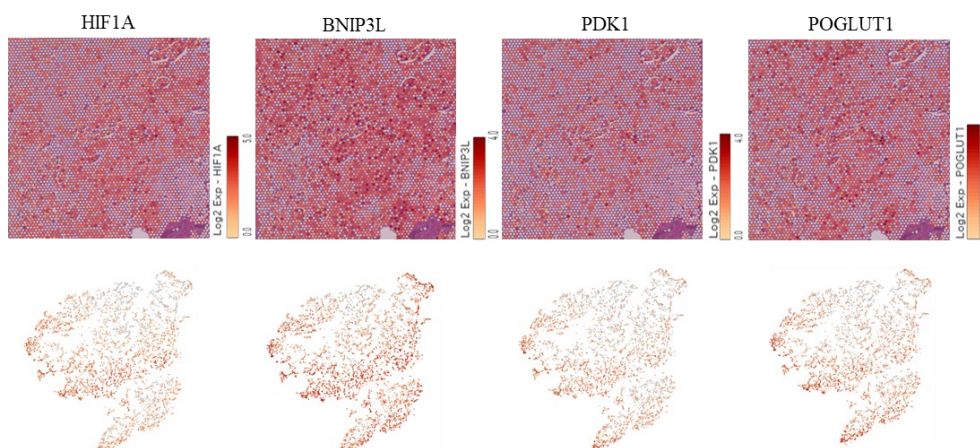 HIF1A
BNIP3L
PDK1
POGLUT1
Log2 Exp - HIF1A
0.0
5.0
Log2 Exp - BNIP3L
0.0
4.0
Log2 Exp - PDK1
0.0
4.0
Log2 Exp - POGLUT1